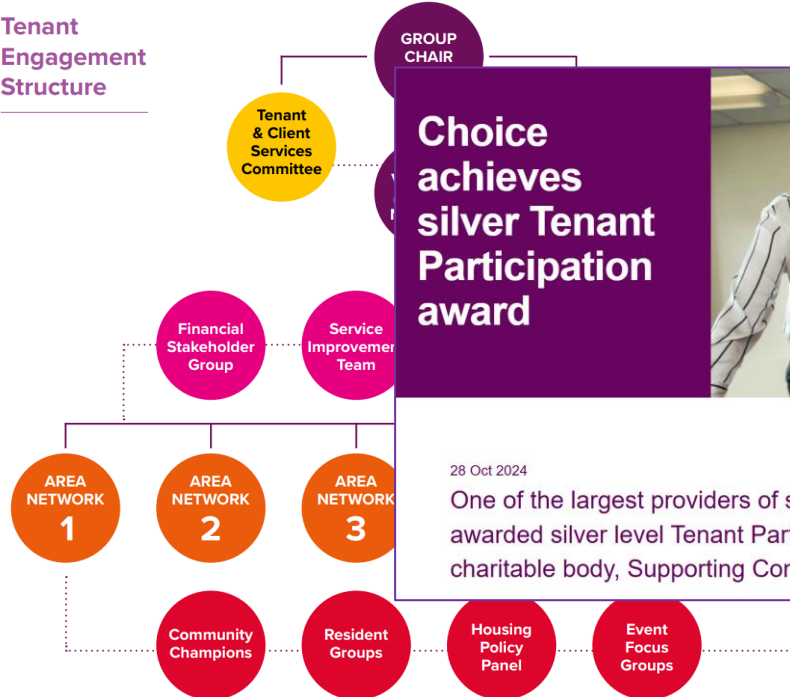 Tenant
Engagement
Structure
GROUP
CHAIR
Tenant
& Client
Services
Committee
Choice
achieves
silver Tenant
Participation
award
Financial
Stakeholder
Group
Service
Team
28 Oct 2024
One of the largest providers of
awarded silver level Tenant
charitable body, Supporting
AREA
NETWORK
1
AREA
NETWORK
2
AREA
NETWORK
3
Community
Champions
Resident
Groups
Housing
Policy
Panel
Event
Focus
Groups